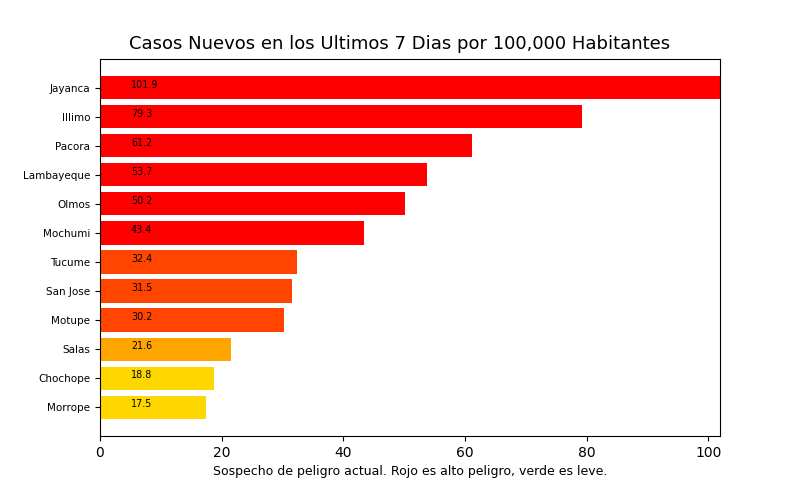 Casos Nuevos en los Ultimos 7 Dias por 100,000 Habitantes
Jayanca 101.9
Illimo 79.3
Pacora 61.2
Lambayeque 53.7
Olmos 50.2
Mochumi 43.4
Tucume 32.4
San Jose 31.5
Motupe 30.2
Salas 21.6
Chochope 18.8
Morrope 17.5
0 20 40 60 80 100
Sospecho de peligro actual. Rojo es alto peligro, verde es leve.